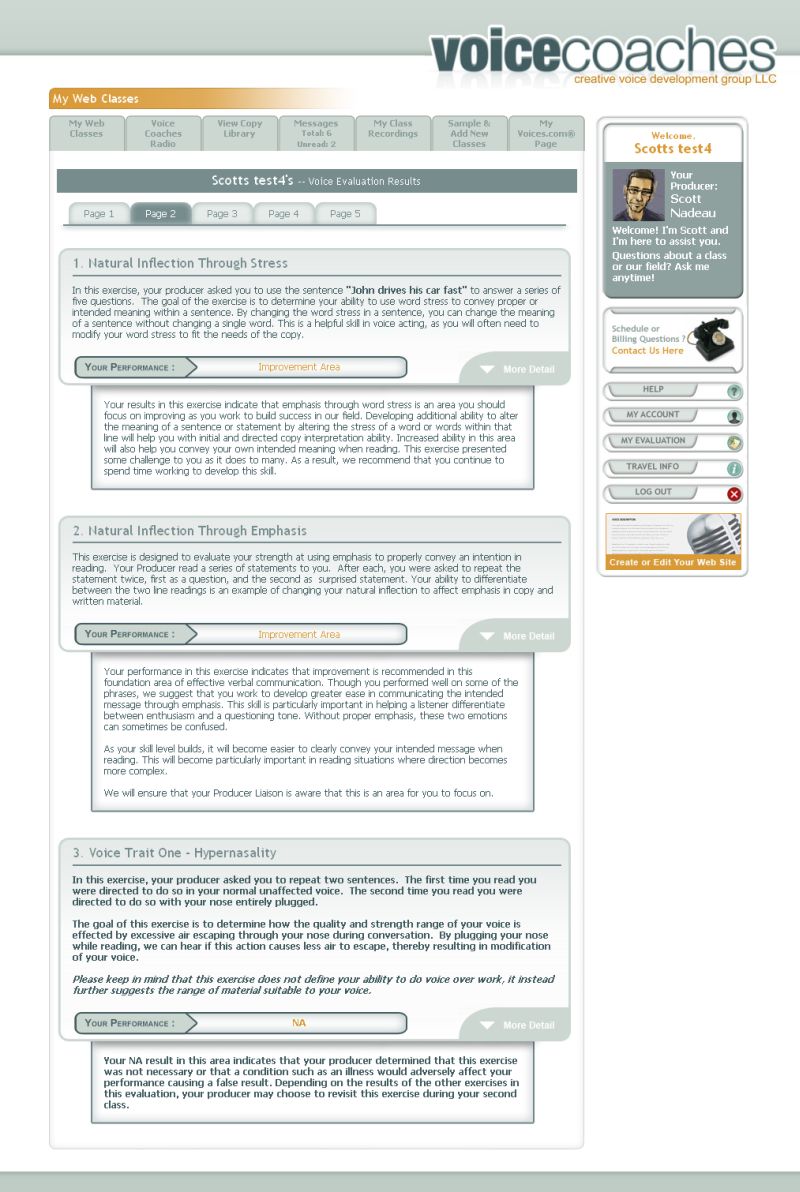 voicecoaches
creative voice development group LLC
My Web Classes
My Web
Classes
Voice
Coaches
Radio
View Copy
Library
Messages
Total: 6
Unread: 2
My Class
Recordings
Sample &
Add New
Classes
My
Voices.com®
Page
Scotts test4's -- Voice Evaluation Results
Page 1
Page 2
Page 3
Page 4
Page 5
1. Natural Inflection Through Stress
In this exercise, your producer asked you to use the sentence "John drives his car fast" to answer a series of
five questions. The goal of the exercise is to determine your ability to use word stress to convey proper or
intended meaning within a sentence. By changing the word stress in a sentence, you can change the meaning
of a sentence without changing a single word. This is a helpful skill in voice acting, as you will often need to
modify your word stress to fit the needs of the copy.
Your Performance :
Improvement Area
More Detail
Your results in this exercise indicate that emphasis through word stress is an area you should
focus on improving as you work to build success in our field. Developing additional ability to alter
the meaning of a sentence or statement by altering the stress of a word or words within that
line will help you with initial and directed copy interpretation ability. Increased ability in this area
will also help you convey your own intended meaning when reading. This exercise presented
some challenge to you as it does to many. As a result, we recommend that you continue to
spend time working to develop this skill.
2. Natural Inflection Through Emphasis
This exercise is designed to evaluate your strength at using emphasis to properly convey an intention in
reading. Your Producer read a series of statements to you. After each, you were asked to repeat the
statement twice, first as a question, and the second as surprised statement. Your ability to differentiate
between the two line readings is an example of changing your natural inflection to affect emphasis in copy and
written material.
Your Performance :
Improvement Area
More Detail
Your performance in this exercise indicates that improvement is recommended in this
foundation area of effective verbal communication. Though you performed well on some of the
phrases, we suggest that you work to develop greater ease in communicating the intended
message through emphasis. This skill is particularly important in helping a listener differentiate
between enthusiasm and a questioning tone. Without proper emphasis, these two emotions
can sometimes be confused.
As your skill level builds, it will become easier to clearly convey your intended message when
reading. This will become particularly important in reading situations where direction becomes
more complex.
We will ensure that your Producer Liaison is aware that this is an area for you to focus on.
3. Voice Trait One - Hypernasality
In this exercise, your producer asked you to repeat two sentences. The first time you read you
were directed to do so in your normal unaffected voice. The second time you read you were
directed to do so with your nose entirely plugged.
The goal of this exercise is to determine how the quality and strength range of your voice is
effected by excessive air escaping through your nose during conversation. By plugging your nose
while reading, we can hear if this action causes less air to escape, thereby resulting in modification
of your voice.
Please keep in mind that this exercise does not define your ability to do voice over work, it instead
further suggests the range of material suitable to your voice.
Your Performance :
NA
More Detail
Your NA result in this area indicates that your producer determined that this exercise
was not necessary or that a condition such as an illness would adversely affect your
performance causing a false result. Depending on the results of the other exercises in
this evaluation, your producer may choose to revisit this exercise during your second
class.
Welcome,
Scotts test4
Your
Producer:
Scott
Nadeau
Welcome! I'm Scott and
I'm here to assist you.
Questions about a class
or our field? Ask me
anytime!
Schedule or
Billing Questions ?
Contact Us Here
HELP
?
MY ACCOUNT
MY EVALUATION
TRAVEL INFO
i
LOG OUT
Create or Edit Your Web Site